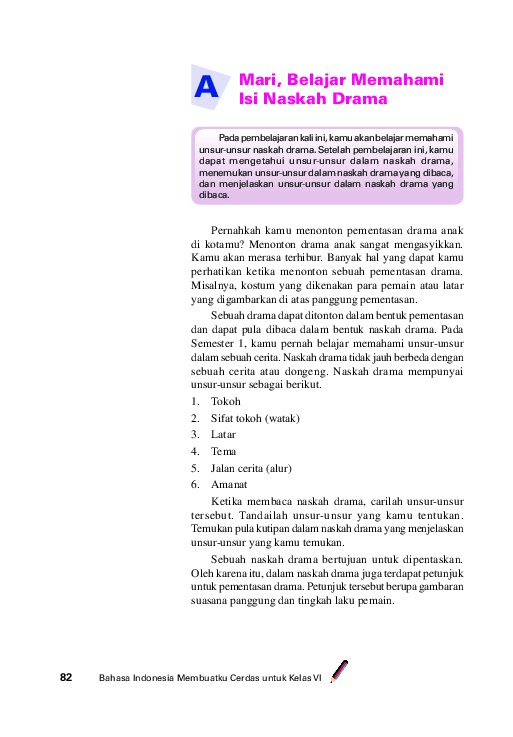 A
Mari, Belajar Memahami
Isi Naskah Drama
Pada pembelajaran kali ini, kamu akan belajar memahami
unsur-unsur naskah drama. Setelah pembelajaran ini, kamu
dapat mengetahui unsur-unsur dalam naskah drama,
menemukan unsur-unsur dalam naskah drama yang dibaca,
dan menjelaskan unsur-unsur dalam naskah drama yang
dibaca.
Pernahkah kamu menonton pementasan drama anak
di kotamu? Menonton drama anak sangat mengasyikkan.
Kamu akan merasa terhibur. Banyak hal yang dapat kamu
perhatikan ketika menonton sebuah pementasan drama.
Misalnya, kostum yang dikenakan para pemain atau latar
yang digambarkan di atas panggung pementasan.
Sebuah drama dapat ditonton dalam bentuk pementasan
dan dapat pula dibaca dalam bentuk naskah drama. Pada
Semester 1, kamu pernah belajar memahami unsur-unsur
dalam sebuah cerita. Naskah drama tidak jauh berbeda dengan
sebuah cerita atau dongeng. Naskah drama mempunyai
unsur-unsur sebagai berikut.
1. Tokoh
2. Sifat tokoh (watak)
3. Latar
4. Tema
5. Jalan cerita (alur)
6. Amanat
Ketika membaca naskah drama, carilah unsur-unsur
tersebut. Tandailah unsur-unsur yang kamu tentukan.
Temukan pula kutipan dalam naskah drama yang menjelaskan
unsur-unsur yang kamu temukan.
Sebuah naskah drama bertujuan untuk dipentaskan.
Oleh karena itu, dalam naskah drama juga terdapat petunjuk
untuk pementasan drama. Petunjuk tersebut berupa gambaran
suasana panggung dan tingkah laku pemain.
82 Bahasa Indonesia Membuatku Cerdas untuk Kelas VI